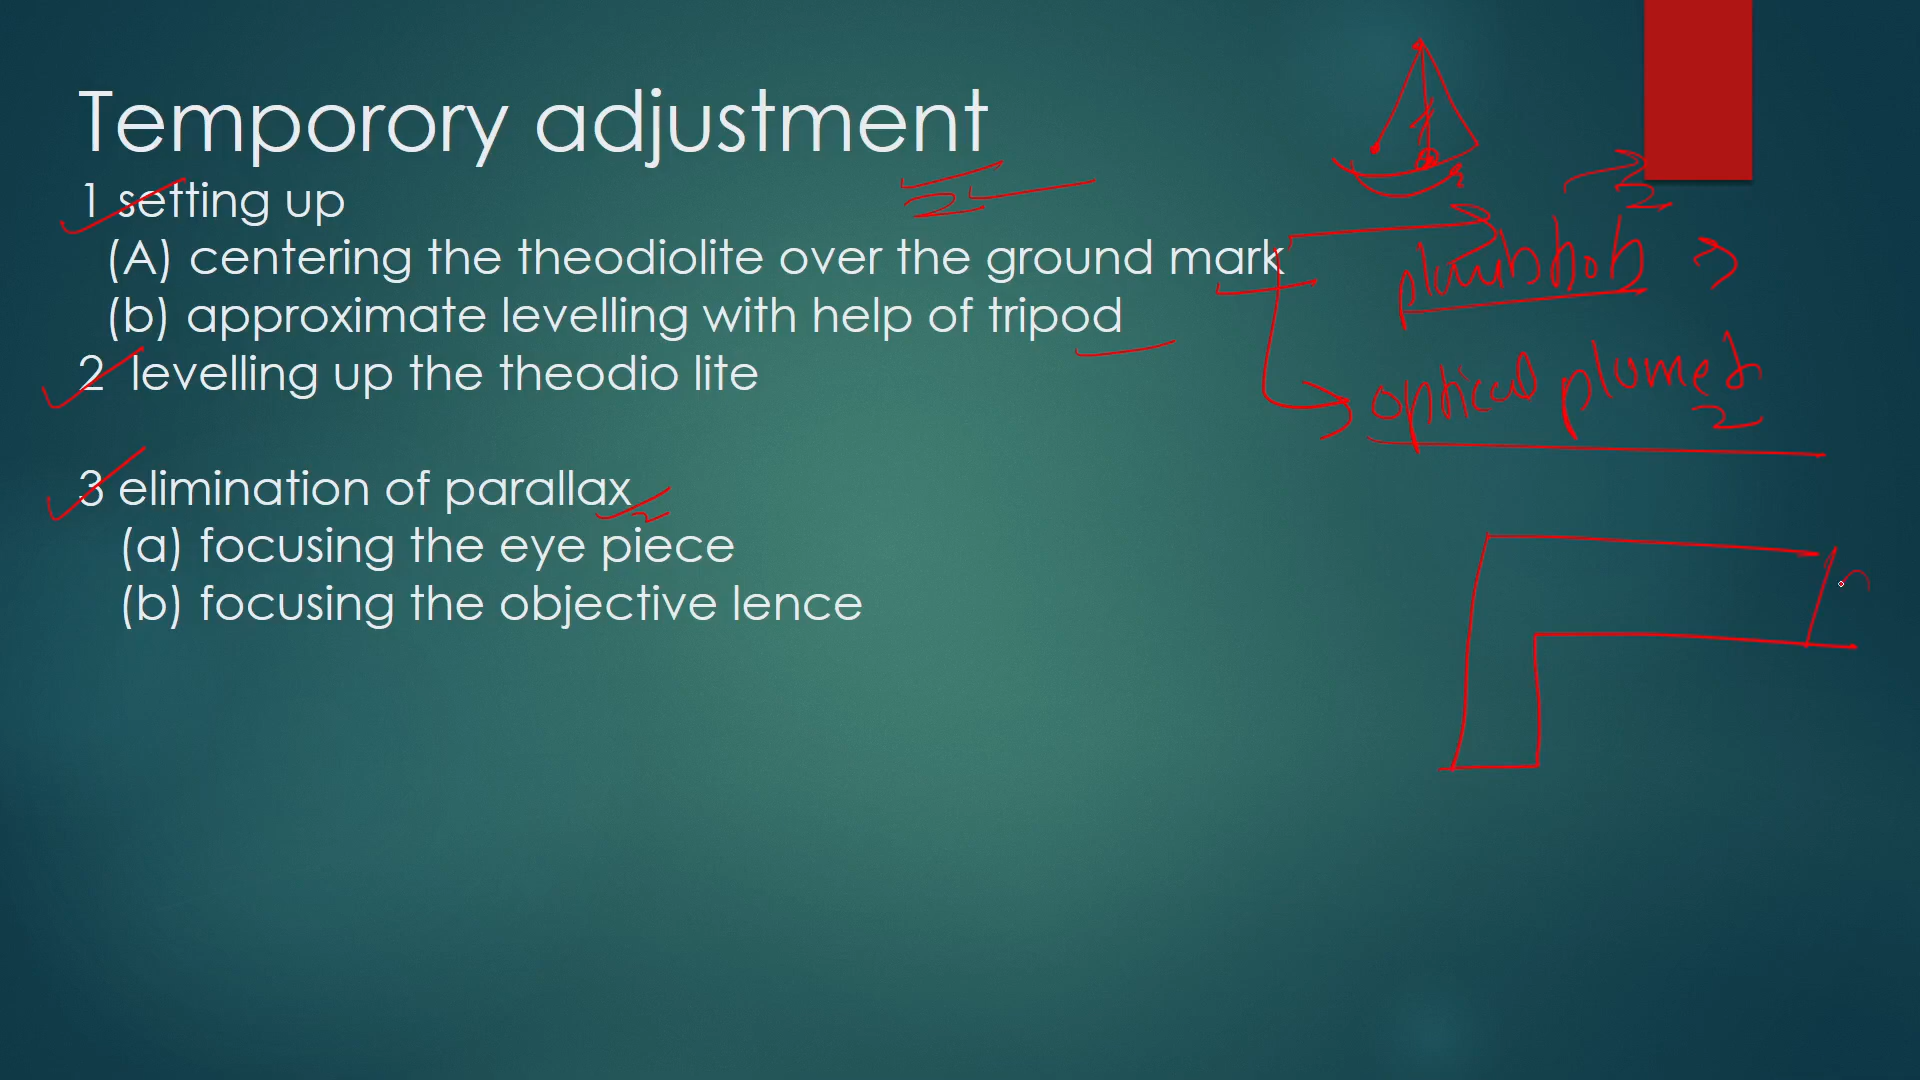 Temporory adjustment
1 setting up
(A) centering the theodiolite over the ground mark
(b) approximate levelling with help of tripod
2 levelling up the theodio lite
3 elimination of parallax
(a) focusing the eye piece
(b) focusing the objective lence
plumbbob
optical plumet